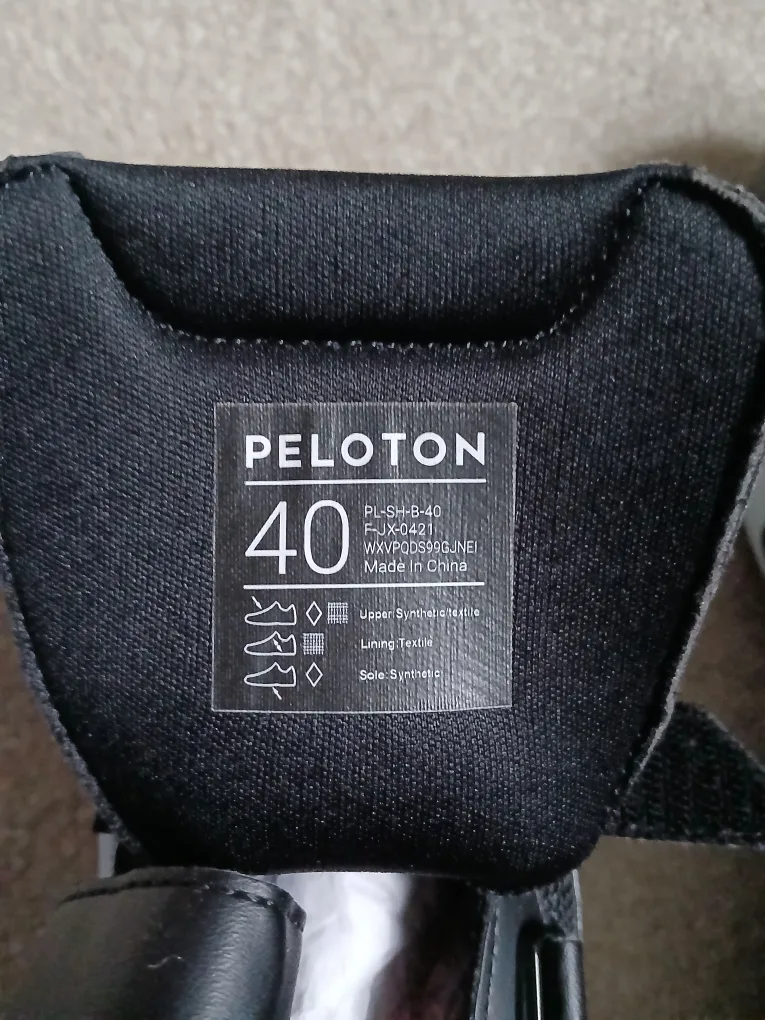 PELOTON
40
PL-SH-B-40
F-JX-0421
WXVPQDS99GJNEI
Made In China
Upper:Synthetic/textile
Lining:Textile
Sole:Synthetic